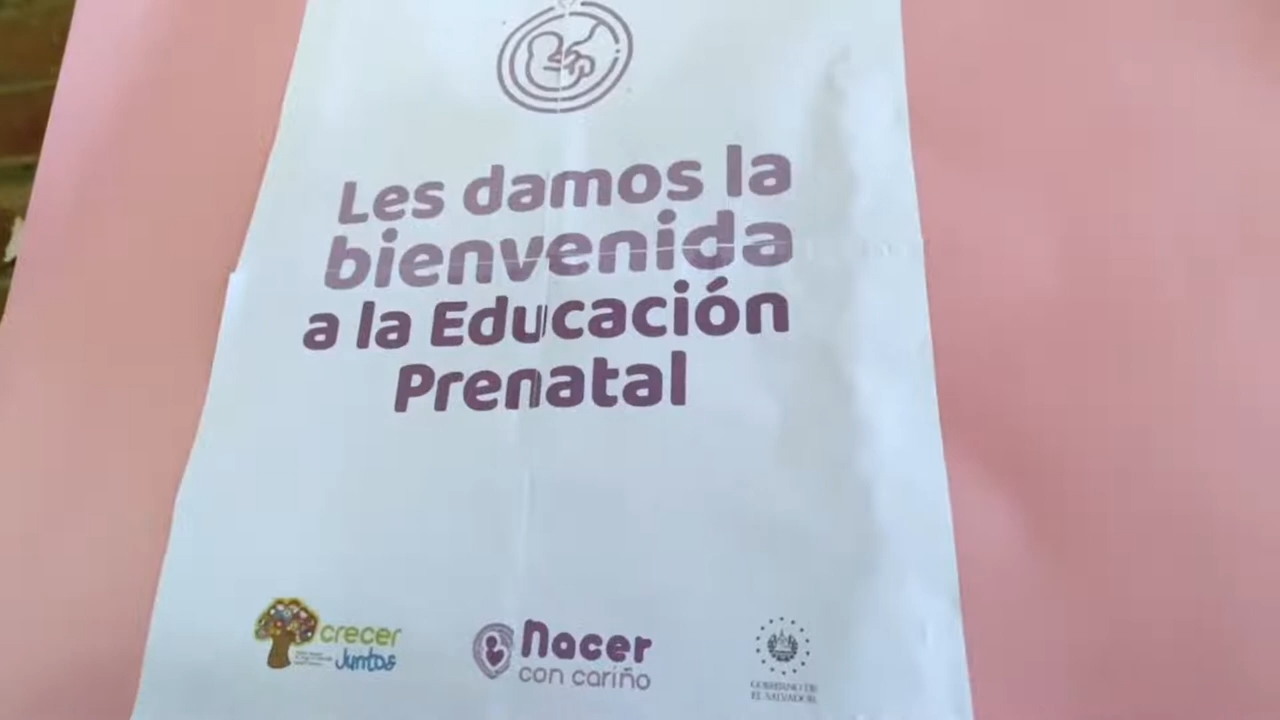 Les damos la
bienvenida
a la Educación
Prenatal
crecer
Juntos
Nacer
con cariño
GOBIERNO DE
EL SALVADOR